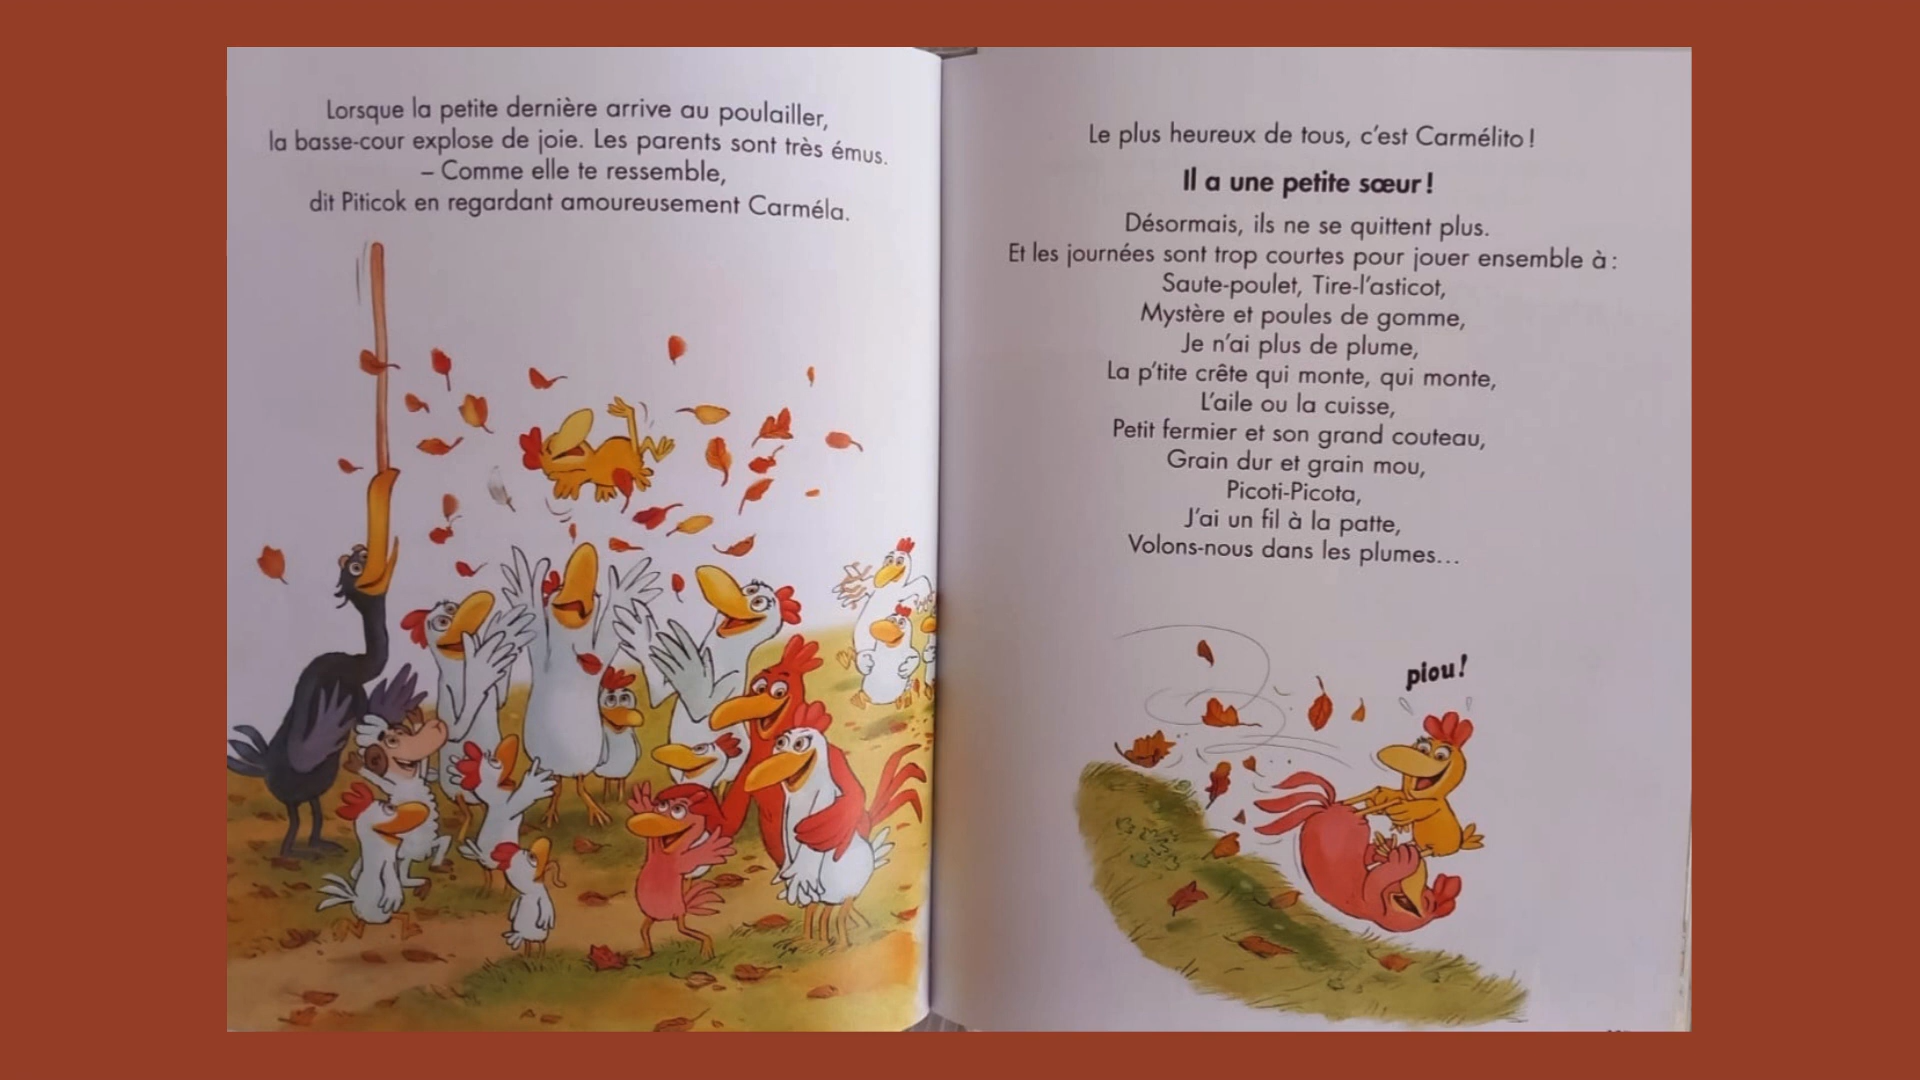 Lorsque la petite dernière arrive au poulailler,
la basse-cour explose de joie. Les parents sont très émus.
– Comme elle te ressemble,
dit Piticok en regardant amoureusement Carméla.
Le plus heureux de tous, c'est Carmélito !
Il a une petite sœur !
Désormais, ils ne se quittent plus.
Et les journées sont trop courtes pour jouer ensemble à :
Saute-poulet, Tire-l'asticot,
Mystère et poules de gomme,
Je n'ai plus de plume,
La p'tite crête qui monte, qui monte,
L'aile ou la cuisse,
Petit fermier et son grand couteau,
Grain dur et grain mou,
Picoti-Picota,
J'ai un fil à la patte,
Volons-nous dans les plumes...
piou !